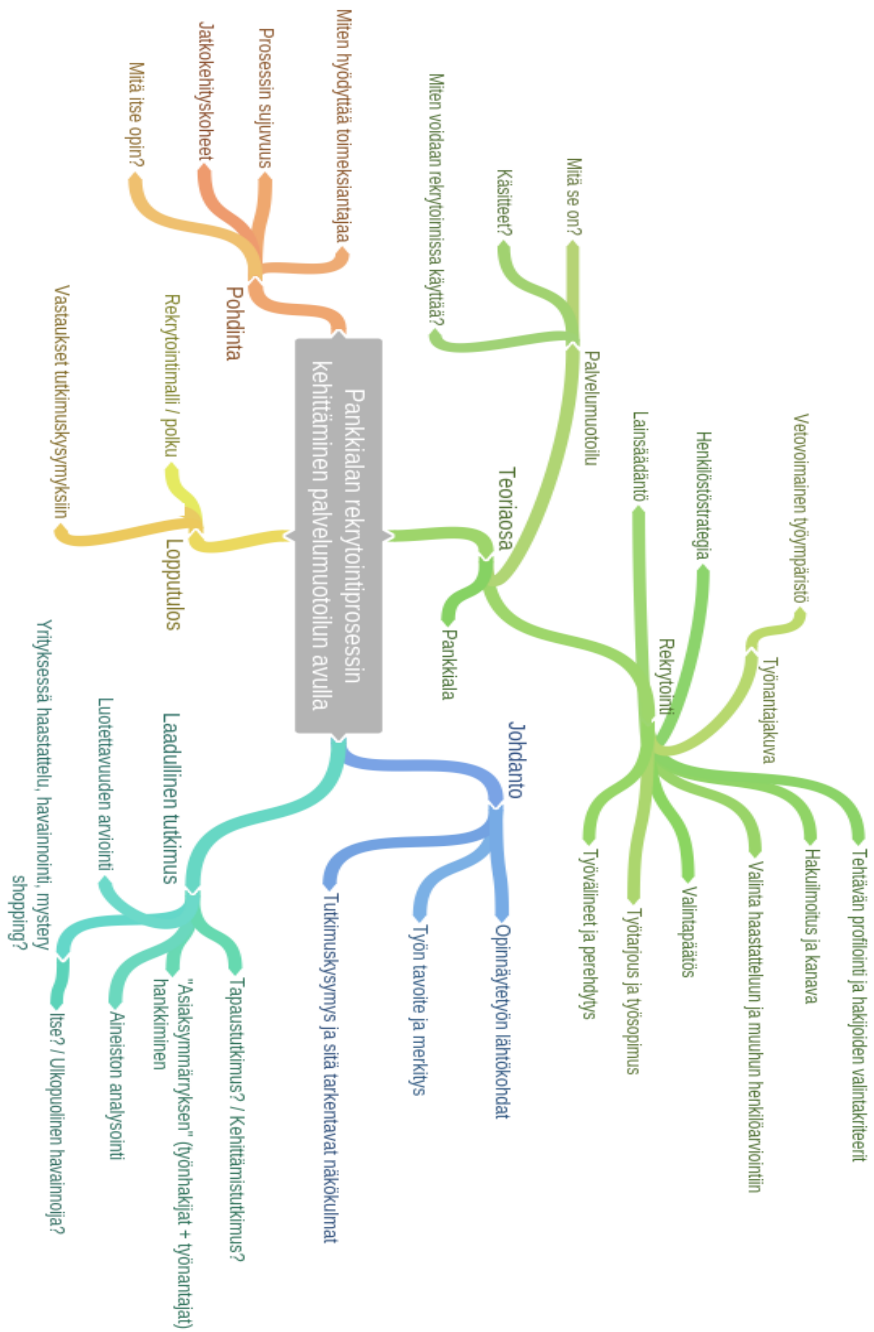 Pankkialan rekrytointiprosessin
kehittäminen palvelumuotoilun avulla
Johdanto
Opinnäytetyön lähtökohdat
Työn tavoite ja merkitys
Tutkimuskysymys ja sitä tarkentavat näkökulmat
Teoriaosa
Palvelumuotoilu
Mitä se on?
Käsitteet?
Miten voidaan rekrytoinnissa käyttää?
Rekrytointi
Vetovoimainen työympäristö
Työnantajakuva
Henkilöstöstrategia
Lainsäädäntö
Tehtävän profilointi ja hakijoiden valintakriteerit
Hakuilmoitus ja kanava
Valinta haastatteluun ja muuhun henkilöarviointiin
Valintapäätös
Työtarjous ja työsopimus
Työvälineet ja perehdytys
Pankkiala
Laadullinen tutkimus
Tapaustutkimus? / Kehittämistutkimus?
"Asiaksymmärryksen" (työnhakijat + työnantajat)
hankkiminen
Aineiston analysointi
Luotettavuuden arviointi
Yrityksessä haastattelu, havainnointi, mystery
shopping?
Itse? / Ulkopuolinen havainnoija?
Lopputulos
Rekrytointimalli / polku
Vastaukset tutkimuskysymyksiin
Pohdinta
Miten hyödyttää toimeksiantajaa
Prosessin sujuvuus
Jatkokehityskoheet
Mitä itse opin?